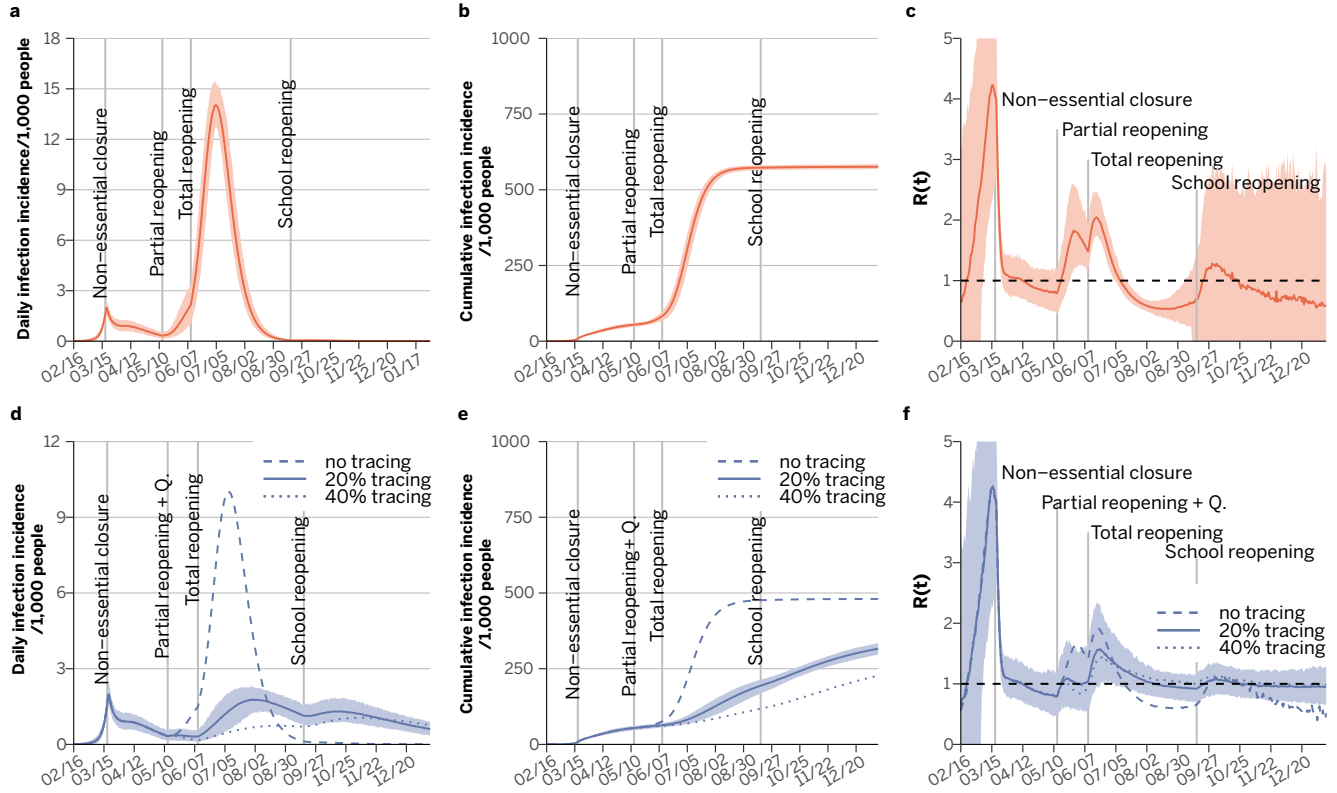 a
Daily infection incidence/1,000 people
18
15
12
9
6
3
0
Non−essential closure
Partial reopening
Total reopening
School reopening
02/16
03/15
04/12
05/10
06/07
07/05
08/02
08/30
09/27
10/25
11/22
12/20
01/17
b
Cumulative infection incidence
/1,000 people
1000
750
500
250
0
Non−essential closure
Partial reopening
Total reopening
School reopening
02/16
03/15
04/12
05/10
06/07
07/05
08/02
08/30
09/27
10/25
11/22
12/20
c
R(t)
5
4
3
2
1
0
Non−essential closure
Partial reopening
Total reopening
School reopening
02/16
03/15
04/12
05/10
06/07
07/05
08/02
08/30
09/27
10/25
11/22
12/20
d
Daily infection incidence
/1,000 people
12
9
6
3
0
Non−essential closure
Partial reopening + Q.
Total reopening
School reopening
no tracing
20% tracing
40% tracing
02/16
03/15
04/12
05/10
06/07
07/05
08/02
08/30
09/27
10/25
11/22
12/20
e
Cumulative infection incidence
/1,000 people
1000
750
500
250
0
Non−essential closure
Partial reopening+ Q.
Total reopening
School reopening
no tracing
20% tracing
40% tracing
02/16
03/15
04/12
05/10
06/07
07/05
08/02
08/30
09/27
10/25
11/22
12/20
f
R(t)
5
4
3
2
1
0
Non−essential closure
Partial reopening + Q.
Total reopening
School reopening
no tracing
20% tracing
40% tracing
02/16
03/15
04/12
05/10
06/07
07/05
08/02
08/30
09/27
10/25
11/22
12/20